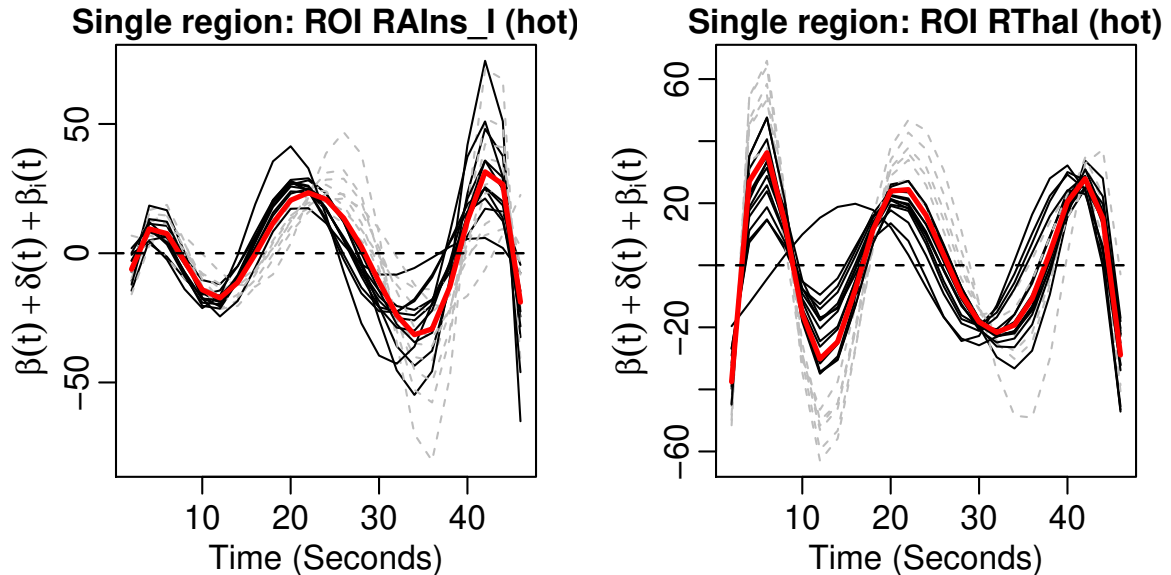 Single region: ROI RAIns_I (hot)
β(t) + δ(t) + βi(t)
50
0
−50
10 20 30 40
Time (Seconds)
Single region: ROI RThal (hot)
β(t) + δ(t) + βi(t)
60
20
−20
−60
10 20 30 40
Time (Seconds)